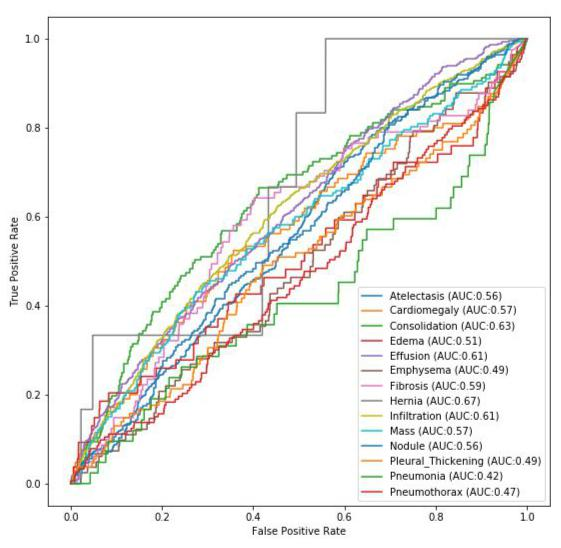 1.0
0.8
0.6
0.4
0.2
0.0
True Positive Rate
0.0 0.2 0.4 0.6 0.8 1.0
False Positive Rate
Atelectasis (AUC:0.56)
Cardiomegaly (AUC:0.57)
Consolidation (AUC:0.63)
Edema (AUC:0.51)
Effusion (AUC:0.61)
Emphysema (AUC:0.49)
Fibrosis (AUC:0.59)
Hernia (AUC:0.67)
Infiltration (AUC:0.61)
Mass (AUC:0.57)
Nodule (AUC:0.56)
Pleural_Thickening (AUC:0.49)
Pneumonia (AUC:0.42)
Pneumothorax (AUC:0.47)